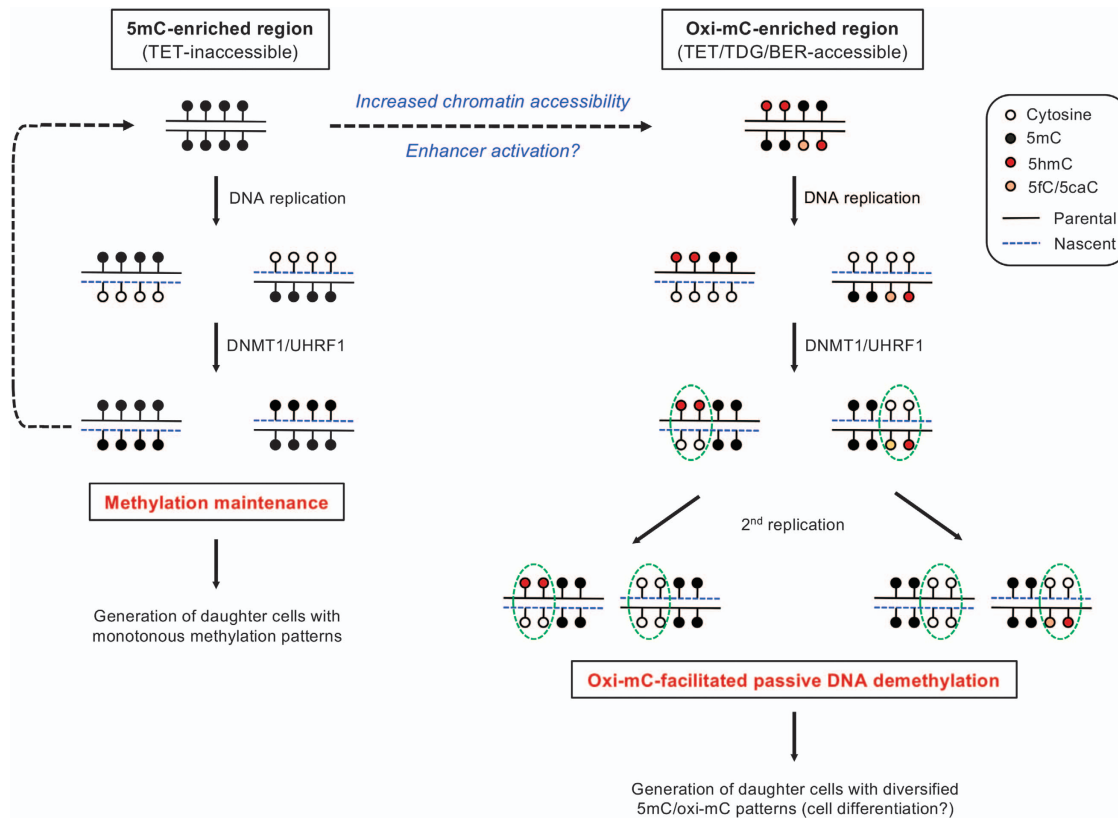 5mC-enriched region
(TET-inaccessible)
Oxi-mC-enriched region
(TET/TDG/BER-accessible)
Increased chromatin accessibility
Enhancer activation?
Cytosine
5mC
5hmC
5fC/5caC
Parental
Nascent
DNA replication
DNA replication
DNMT1/UHRF1
DNMT1/UHRF1
Methylation maintenance
2nd replication
Generation of daughter cells with
monotonous methylation patterns
Oxi-mC-facilitated passive DNA demethylation
Generation of daughter cells with diversified
5mC/oxi-mC patterns (cell differentiation?)